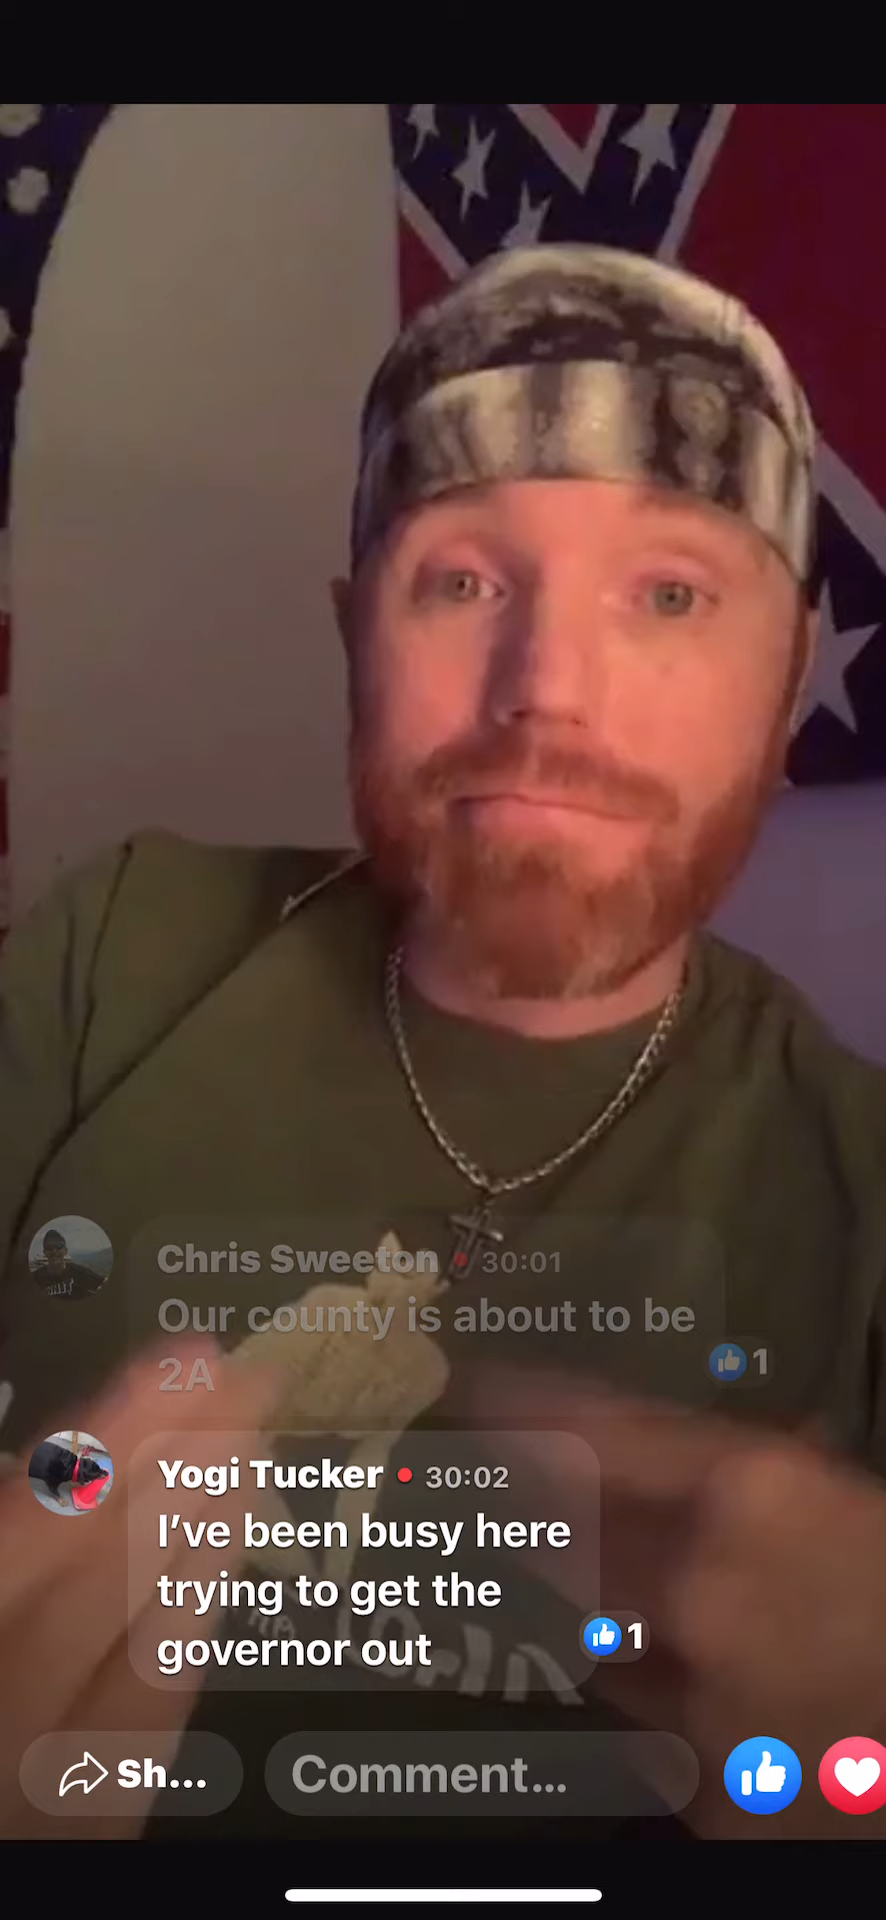 Chris Sweeton • 30:01
Our county is about to be
2A
1
Yogi Tucker • 30:02
I've been busy here
trying to get the
governor out
1
Sh...
Comment...